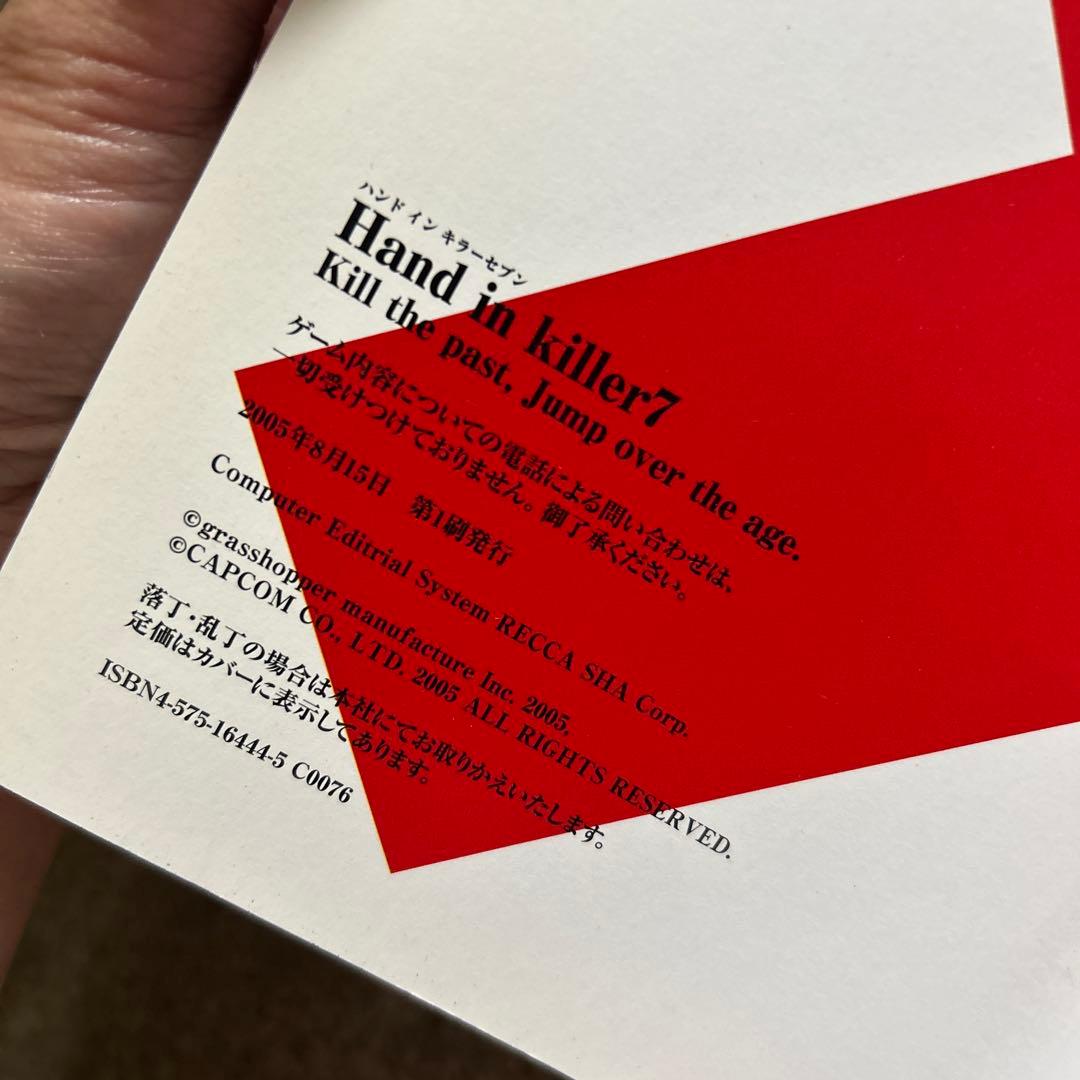 ハンド イン キラーセブン
Hand in killer7
Kill the past, Jump over the age.
ゲーム内容についての電話による問い合わせは、
一切受けつけておりません。御了承ください。
2005年8月15日 第1刷発行
Computer Editrial System RECCA SHA Corp.
©grasshopper manufacture Inc. 2005,
©CAPCOM CO., LTD. 2005 ALL RIGHTS RESERVED.
落丁・乱丁の場合は本社にてお取りかえいたします。
定価はカバーに表示してあります。
ISBN4-575-16444-5 C0076